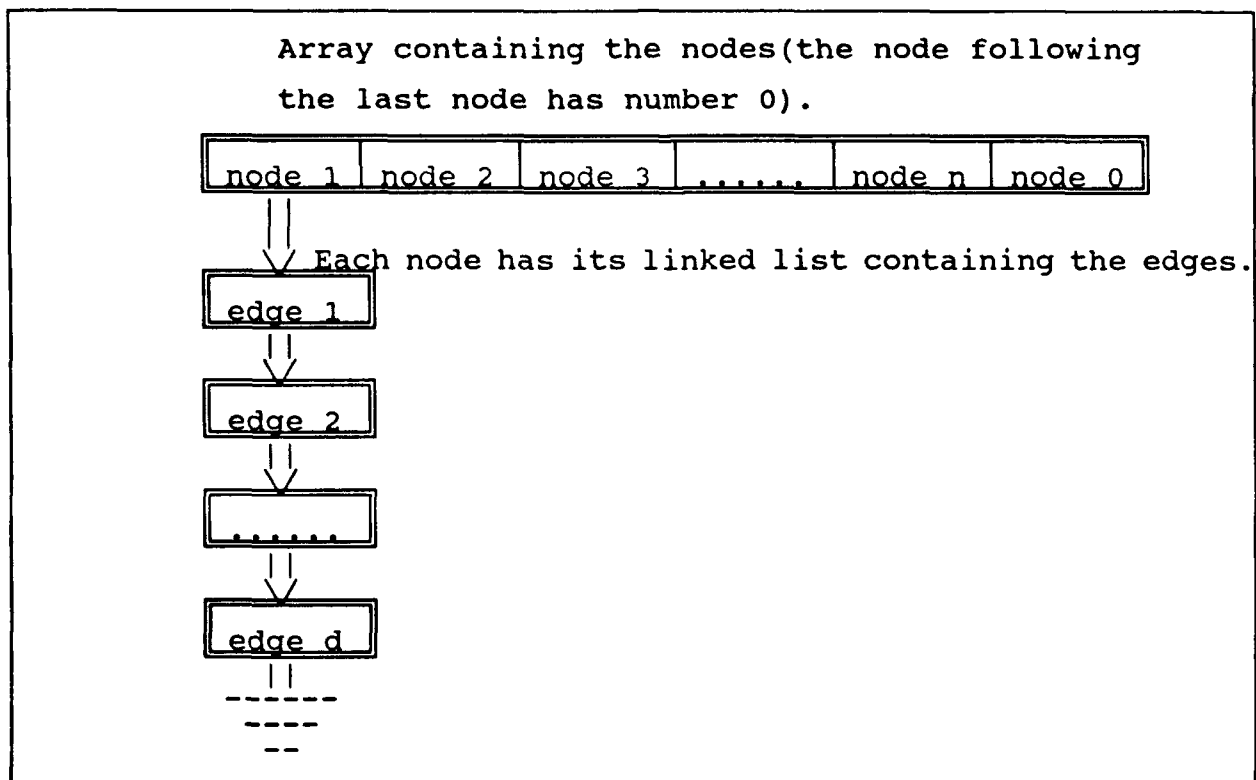 Array containing the nodes(the node following
the last node has number 0).
node 1 node 2 node 3 ...... node n node 0
Each node has its linked list containing the edges.
edge 1
edge 2
......
edge d